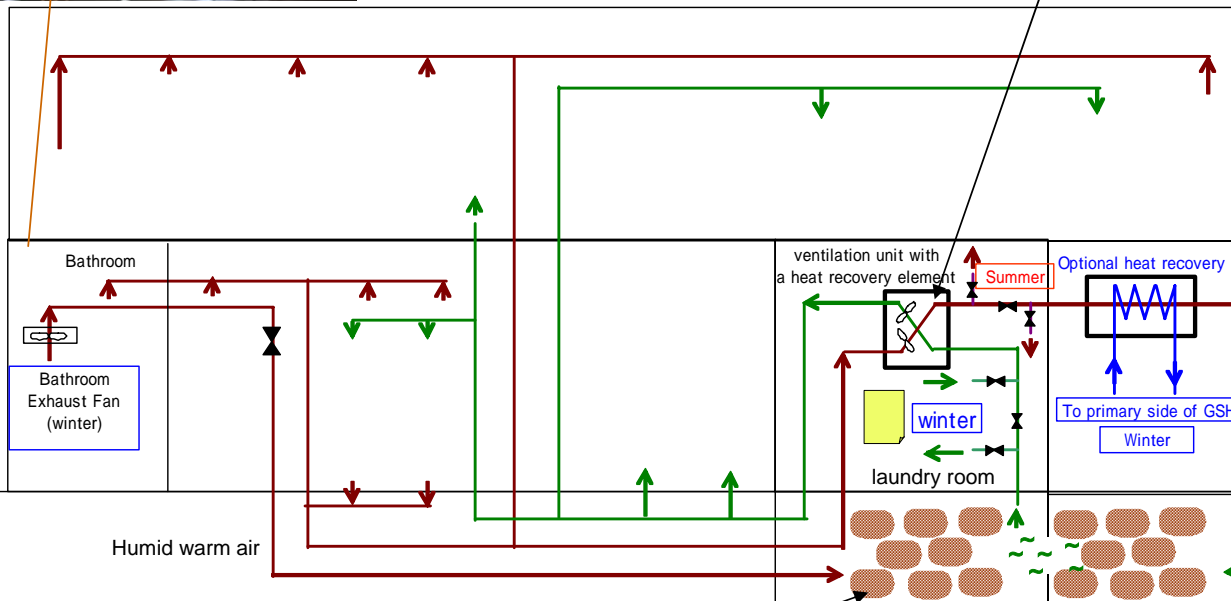 Bathroom
ventilation unit with
a heat recovery element
Summer
Optional heat recovery
Bathroom
Exhaust Fan
(winter)
winter
To primary side of GSH
Winter
laundry room
Humid warm air